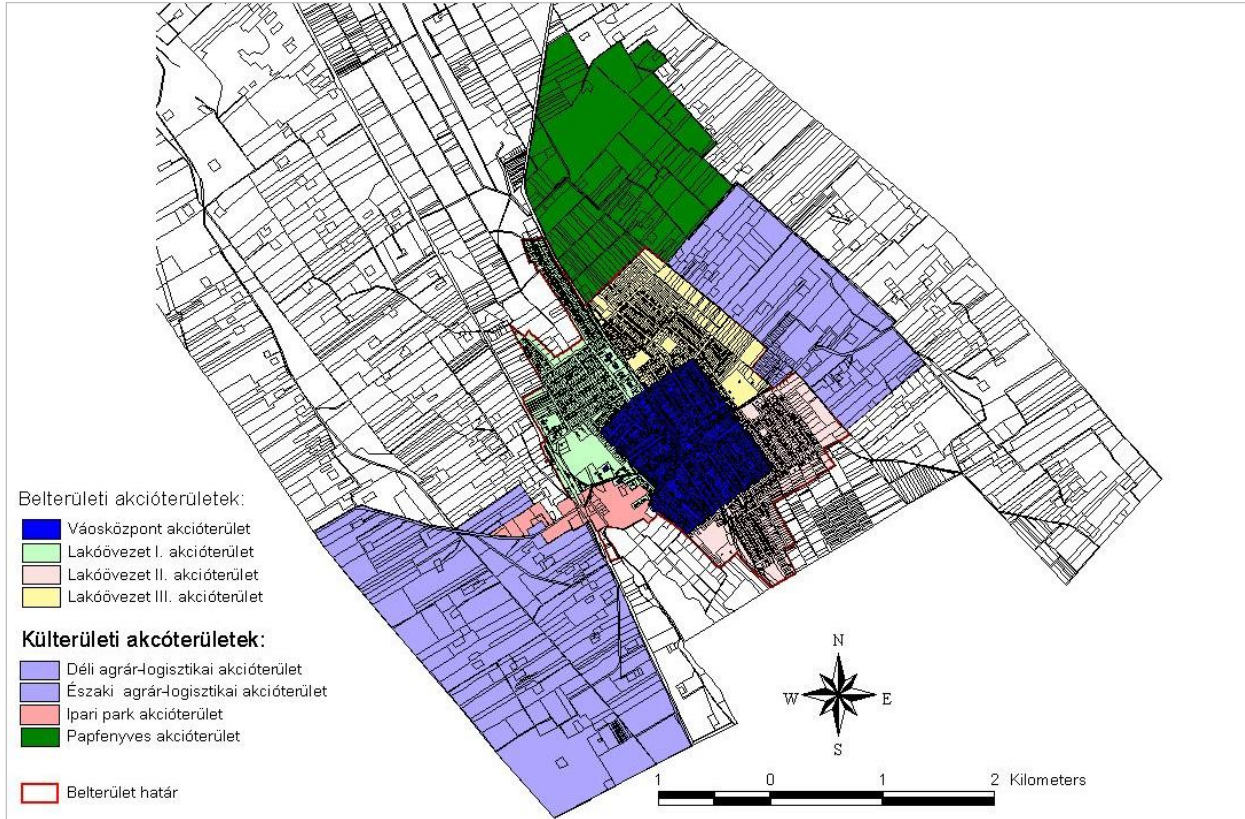 Belterületi akcióterületek:
Váosközpont akcióterület
Lakóövezet I. akcióterület
Lakóövezet II. akcióterület
Lakóövezet III. akcióterület
Külterületi akcóterületek:
Déli agrár-logisztikai akcióterület
Északi agrár-logisztikai akcióterület
Ipari park akcióterület
Papfenyves akcióterület
Belterület határ
N
W E
S
1 0 1 2 Kilometers